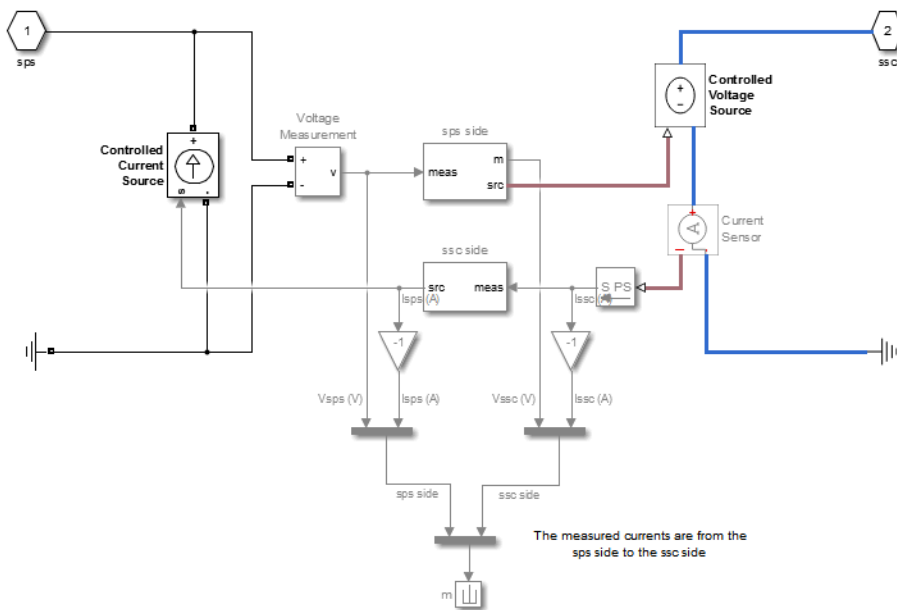 1
sps
2
ssc
Controlled
Voltage
Source
+
−
Voltage
Measurement
sps side
Controlled
Current
Source
+
s
-
+
-
v
meas
m
src
+
A
-
Current
Sensor
ssc side
src
meas
S PS
Isps (A)
Issc(A)
-1
-1
Vsps (V)
Isps (A)
Vssc (V)
Issc (A)
sps side
ssc side
The measured currents are from the
sps side to the ssc side
m